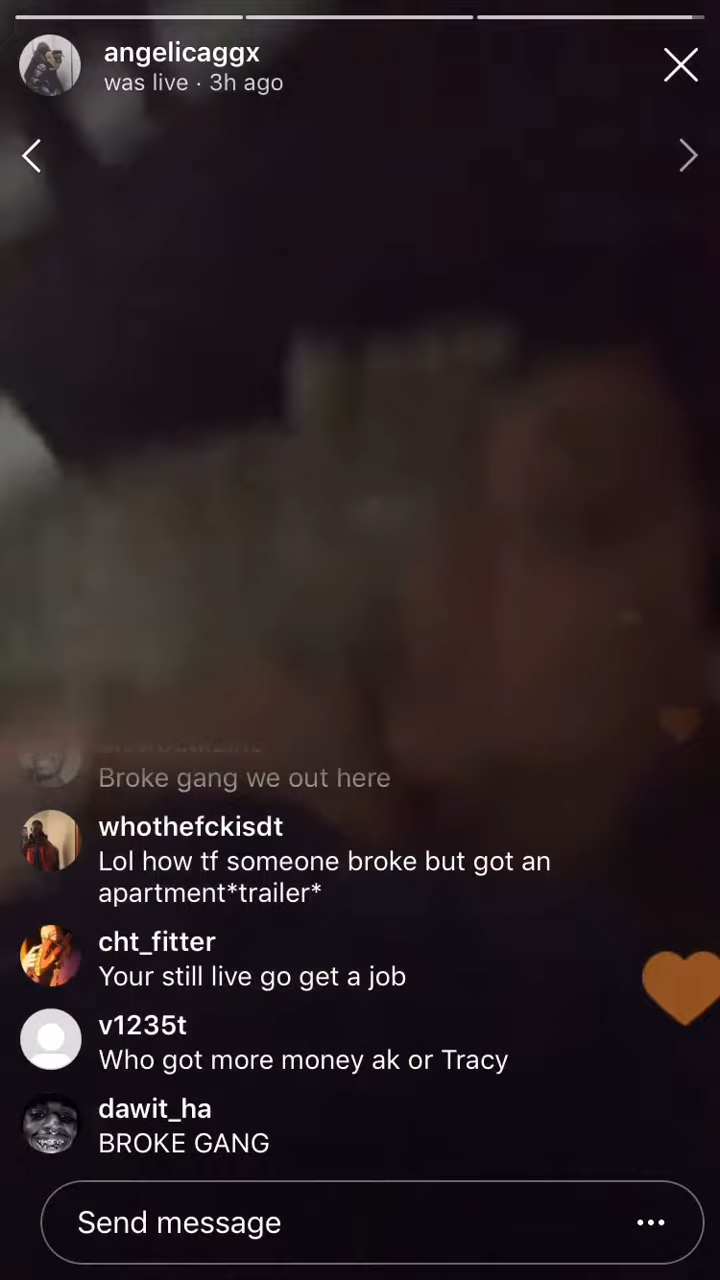 angelicaggx
was live · 3h ago
Broke gang we out here
whothefckisdt
Lol how tf someone broke but got an
apartment*trailer*
cht_fitter
Your still live go get a job
v1235t
Who got more money ak or Tracy
dawit_ha
BROKE GANG
Send message